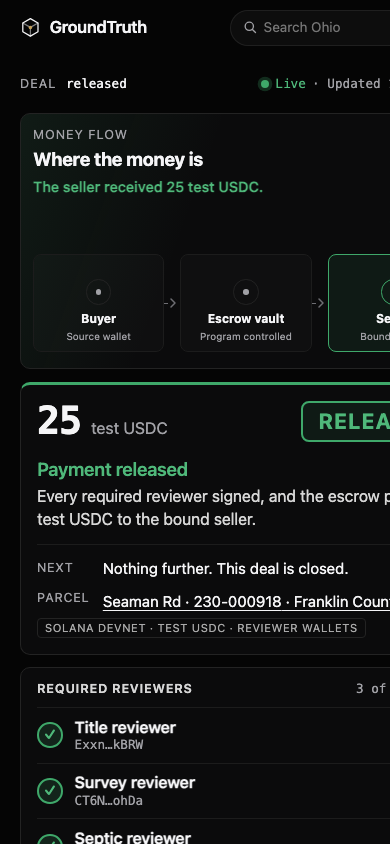 GroundTruth
Search Ohio
DEAL released
Live · Updated
MONEY FLOW
Where the money is
The seller received 25 test USDC.
Buyer
Source wallet
Escrow vault
Program controlled
Se
Bound
25 test USDC
RELEA
Payment released
Every required reviewer signed, and the escrow p
test USDC to the bound seller.
NEXT Nothing further. This deal is closed.
PARCEL Seaman Rd · 230-000918 · Franklin Coun
SOLANA DEVNET · TEST USDC · REVIEWER WALLETS
REQUIRED REVIEWERS 3 of
Title reviewer
Exxn…kBRW
Survey reviewer
CT6N…ohDa
Septic reviewer